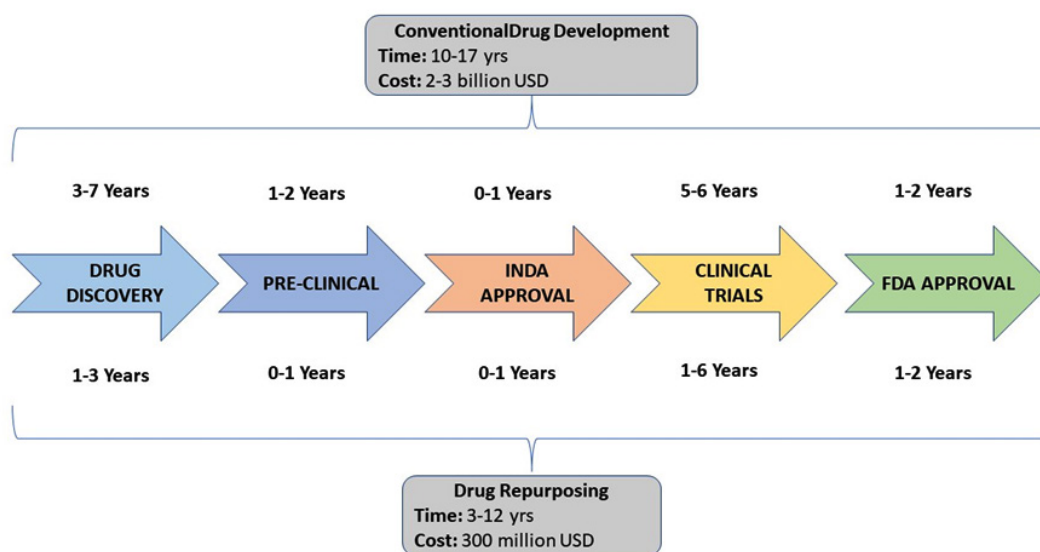 ConventionalDrug Development
Time: 10-17 yrs
Cost: 2-3 billion USD
3-7 Years
1-2 Years
0-1 Years
5-6 Years
1-2 Years
DRUG
DISCOVERY
PRE-CLINICAL
INDA
APPROVAL
CLINICAL
TRIALS
FDA APPROVAL
1-3 Years
0-1 Years
0-1 Years
1-6 Years
1-2 Years
Drug Repurposing
Time: 3-12 yrs
Cost: 300 million USD